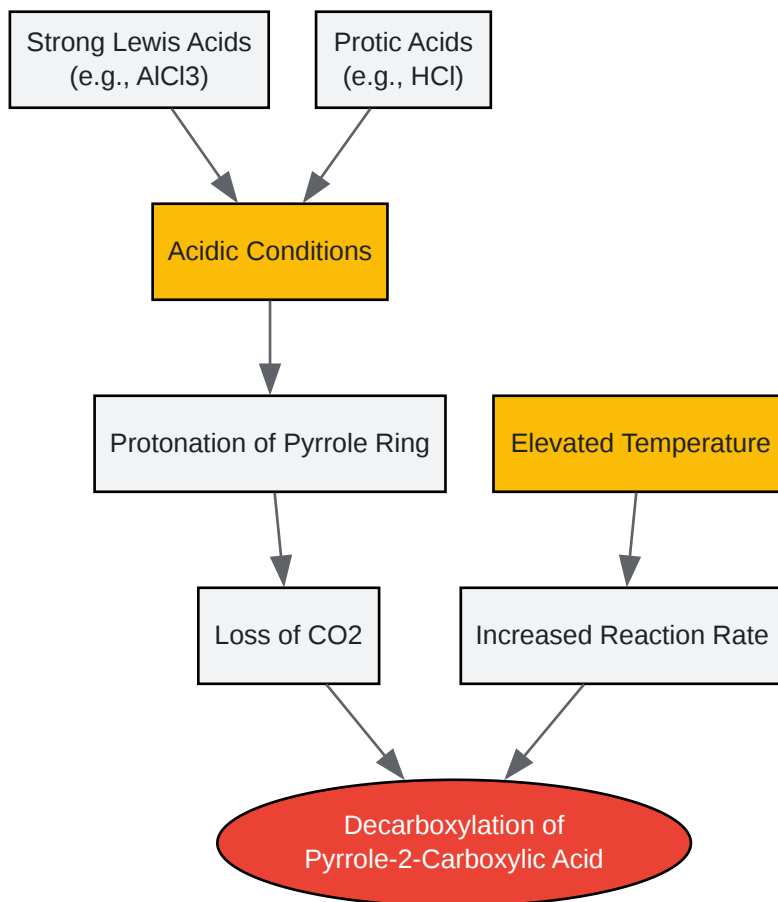 Strong Lewis Acids
(e.g., AlCl3)
Protic Acids
(e.g., HCl)
Acidic Conditions
Protonation of Pyrrole Ring
Elevated Temperature
Loss of CO2
Increased Reaction Rate
Decarboxylation of
Pyrrole-2-Carboxylic Acid